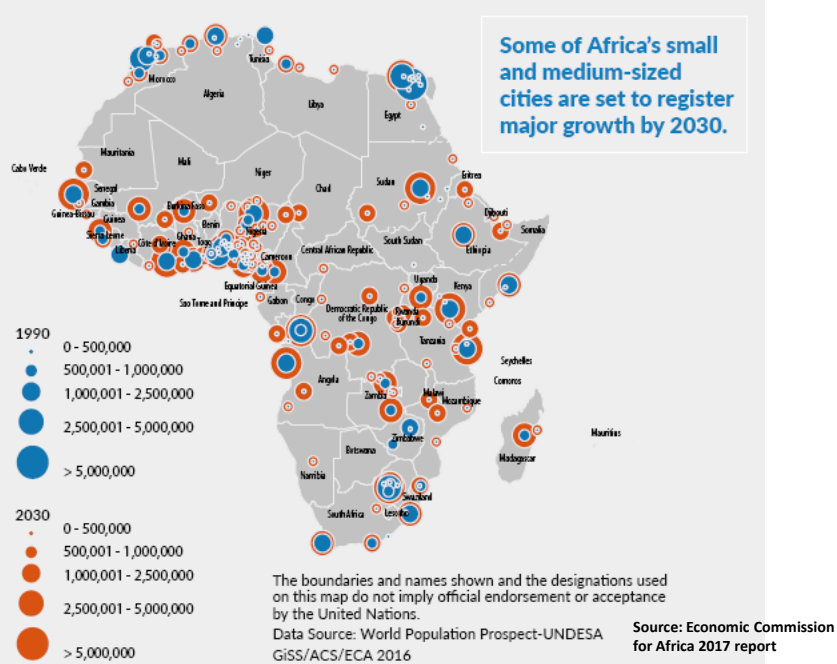 Some of Africa's small
and medium-sized
cities are set to register
major growth by 2030.
Tunisia
Morocco
Algeria
Libya
Egypt
Mauritania
Mali
Niger
Cabo Verde
Chad
Sudan
Eritrea
Senegal
Gambia
Burkina Faso
Guinea-Bissau
Guinea
Djibouti
Benin
Nigeria
Somalia
Sierra Leone
Ghana
Côte d'Ivoire
Togo
South Sudan
Liberia
Central African Republic
Ethiopia
Cameroon
Equatorial Guinea
Uganda
Kenya
Sao Tome and Principe
Gabon
Congo
Democratic Republic
of the Congo
Rwanda
Burundi
Tanzania
Seychelles
Comoros
Angola
Zambia
Malawi
Mozambique
Zimbabwe
Mauritius
Botswana
Madagascar
Namibia
Swaziland
South Africa
Lesotho
1990
0 - 500,000
500,001 - 1,000,000
1,000,001 - 2,500,000
2,500,001 - 5,000,000
> 5,000,000
2030
0 - 500,000
500,001 - 1,000,000
1,000,001 - 2,500,000
2,500,001 - 5,000,000
> 5,000,000
The boundaries and names shown and the designations used
on this map do not imply official endorsement or acceptance
by the United Nations.
Data Source: World Population Prospect-UNDESA
GiSS/ACS/ECA 2016
Source: Economic Commission
for Africa 2017 report